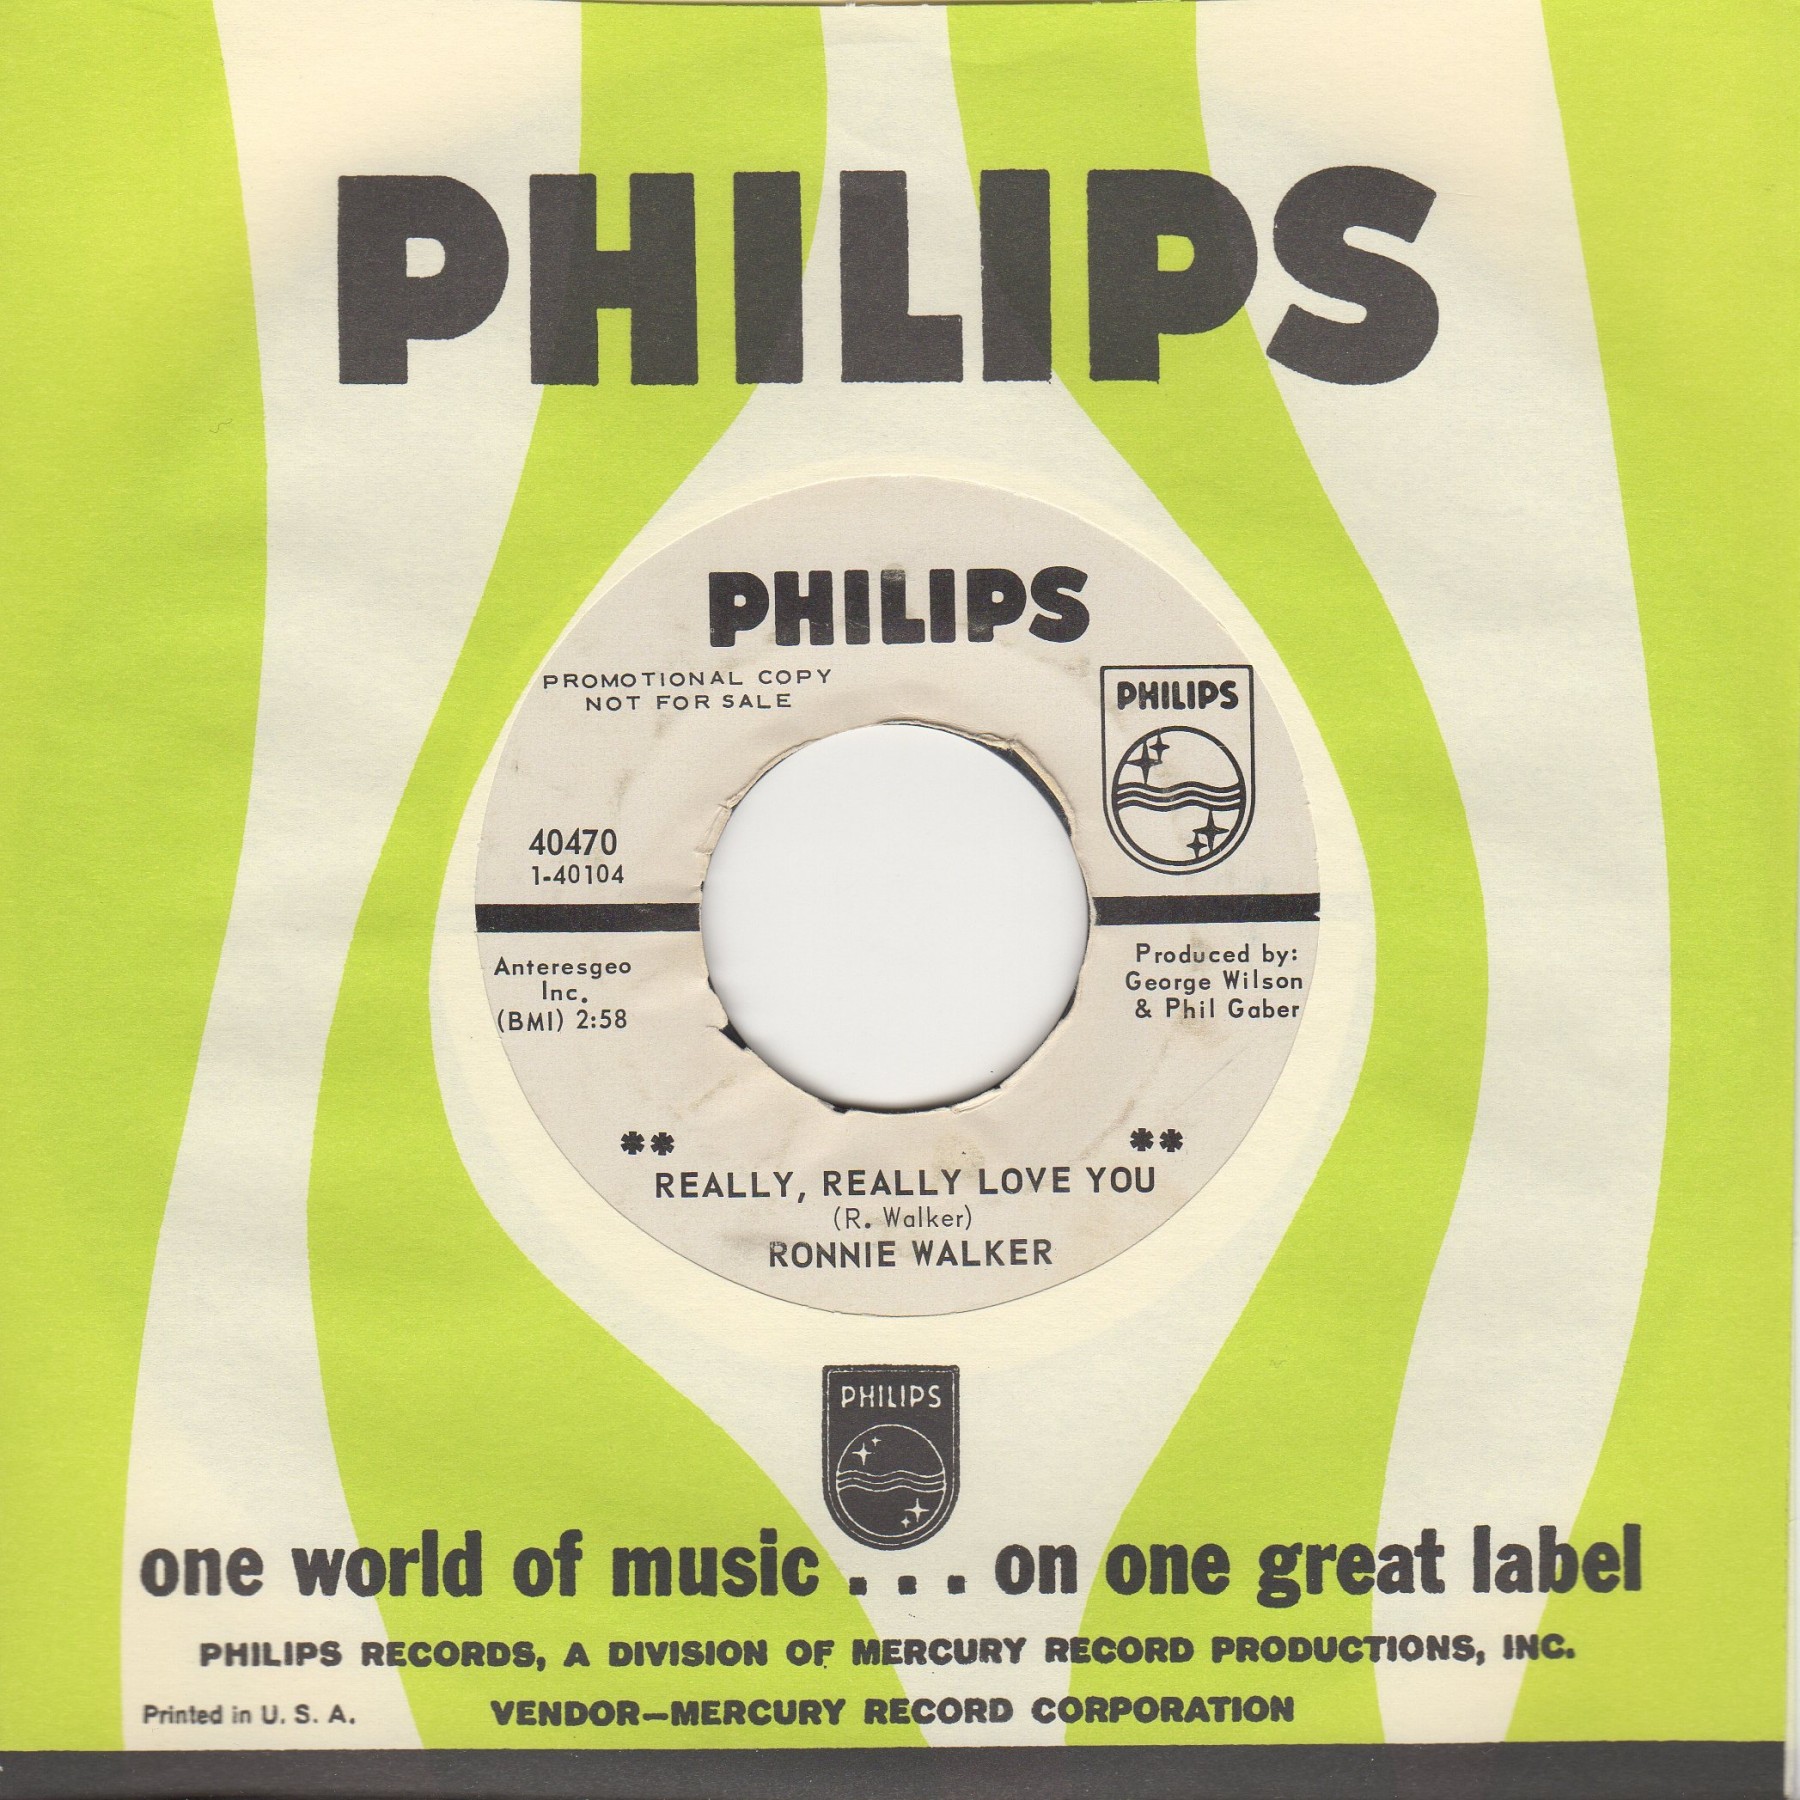 PHILIPS
PHILIPS
PROMOTIONAL COPY
NOT FOR SALE
PHILIPS
40470
1-40104
Anteresgeo
Inc.
(BMI) 2:58
Produced by:
George Wilson
& Phil Gaber
** **
REALLY, REALLY LOVE YOU
(R. Walker)
RONNIE WALKER
PHILIPS
one world of music . . . on one great label
PHILIPS RECORDS, A DIVISION OF MERCURY RECORD PRODUCTIONS, INC.
Printed in U. S. A.
VENDOR—MERCURY RECORD CORPORATION